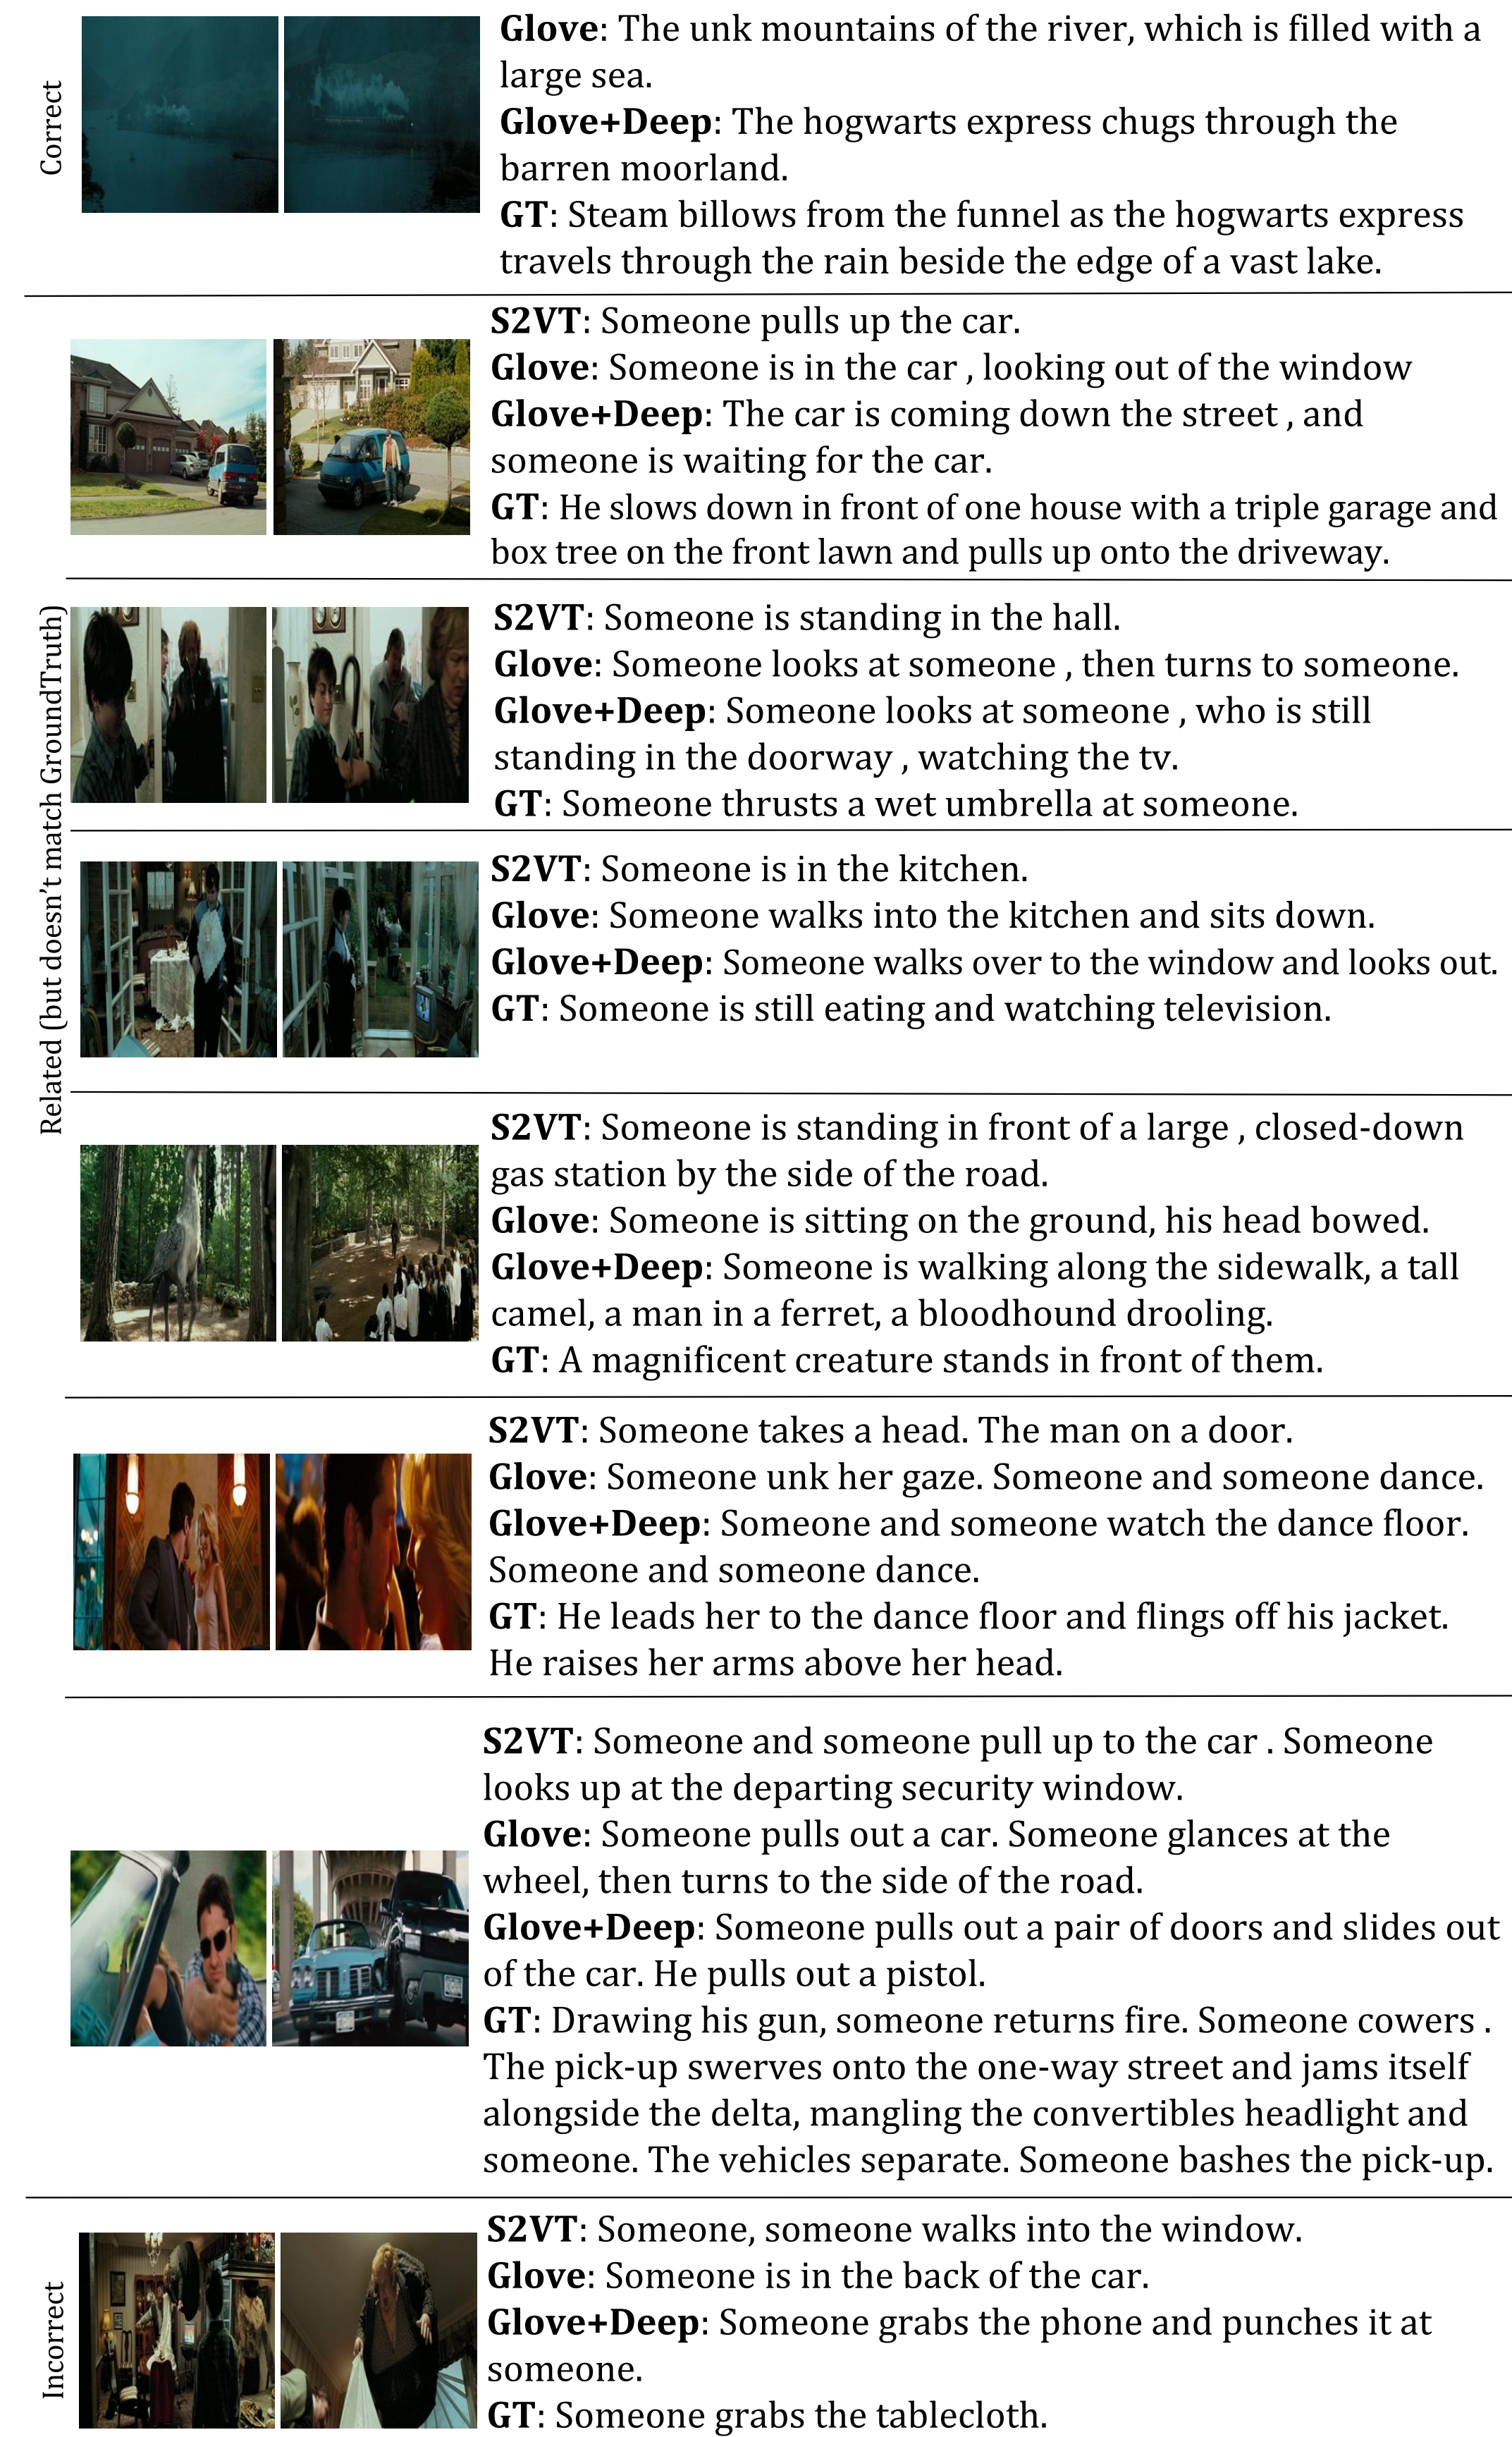 Correct
Glove: The unk mountains of the river, which is filled with a
large sea.
Glove+Deep: The hogwarts express chugs through the
barren moorland.
GT: Steam billows from the funnel as the hogwarts express
travels through the rain beside the edge of a vast lake.
Related (but doesn't match GroundTruth)
S2VT: Someone pulls up the car.
Glove: Someone is in the car , looking out of the window
Glove+Deep: The car is coming down the street , and
someone is waiting for the car.
GT: He slows down in front of one house with a triple garage and
box tree on the front lawn and pulls up onto the driveway.
S2VT: Someone is standing in the hall.
Glove: Someone looks at someone , then turns to someone.
Glove+Deep: Someone looks at someone , who is still
standing in the doorway , watching the tv.
GT: Someone thrusts a wet umbrella at someone.
S2VT: Someone is in the kitchen.
Glove: Someone walks into the kitchen and sits down.
Glove+Deep: Someone walks over to the window and looks out.
GT: Someone is still eating and watching television.
S2VT: Someone is standing in front of a large , closed-down
gas station by the side of the road.
Glove: Someone is sitting on the ground, his head bowed.
Glove+Deep: Someone is walking along the sidewalk, a tall
camel, a man in a ferret, a bloodhound drooling.
GT: A magnificent creature stands in front of them.
S2VT: Someone takes a head. The man on a door.
Glove: Someone unk her gaze. Someone and someone dance.
Glove+Deep: Someone and someone watch the dance floor.
Someone and someone dance.
GT: He leads her to the dance floor and flings off his jacket.
He raises her arms above her head.
S2VT: Someone and someone pull up to the car . Someone
looks up at the departing security window.
Glove: Someone pulls out a car. Someone glances at the
wheel, then turns to the side of the road.
Glove+Deep: Someone pulls out a pair of doors and slides out
of the car. He pulls out a pistol.
GT: Drawing his gun, someone returns fire. Someone cowers .
The pick-up swerves onto the one-way street and jams itself
alongside the delta, mangling the convertibles headlight and
someone. The vehicles separate. Someone bashes the pick-up.
Incorrect
S2VT: Someone, someone walks into the window.
Glove: Someone is in the back of the car.
Glove+Deep: Someone grabs the phone and punches it at
someone.
GT: Someone grabs the tablecloth.